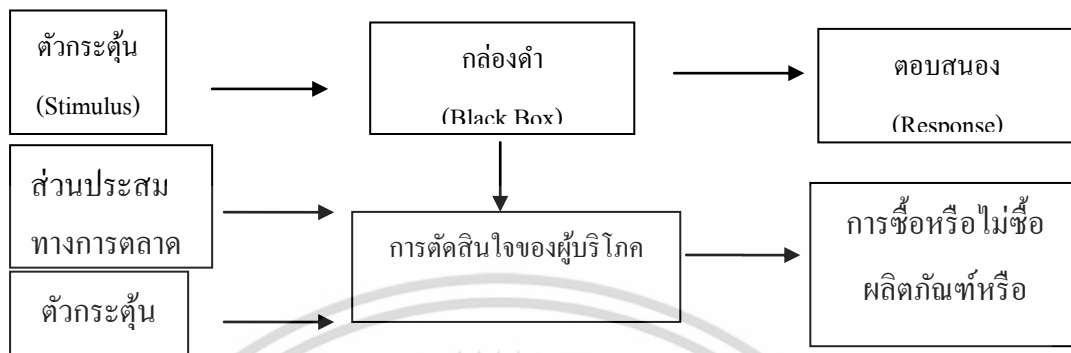 ตัวกระตุ้น
(Stimulus)
กล่องดำ
(Black Box)
ตอบสนอง
(Response)
ส่วนประสม
ทางการตลาด
ตัวกระตุ้น
การตัดสินใจของผู้บริโภค
การซื้อหรือไม่ซื้อ
ผลิตภัณฑ์หรือ